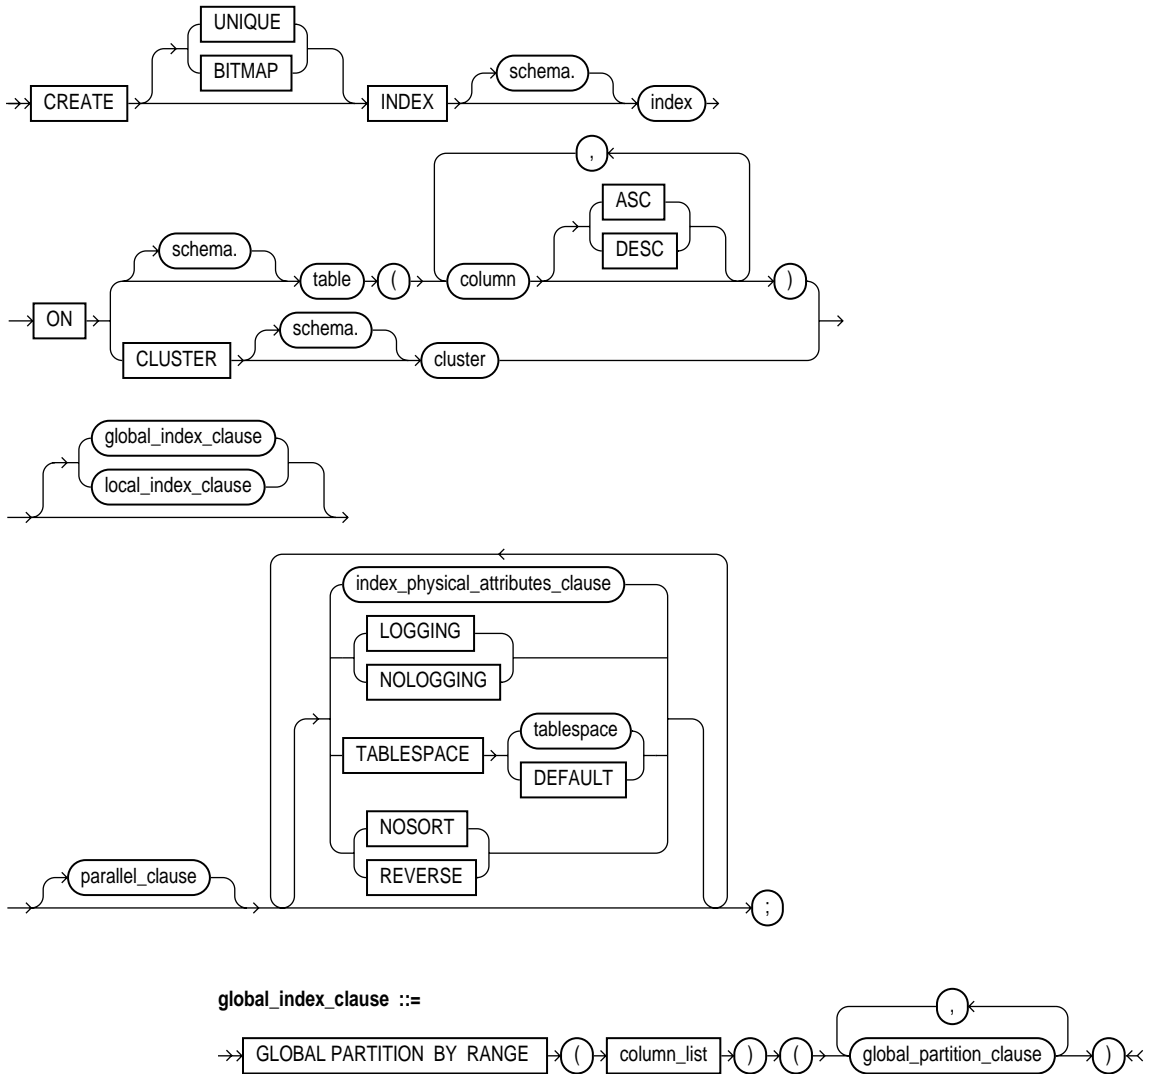 UNIQUE
BITMAP
schema.
CREATE
INDEX
index
,
ASC
DESC
schema.
table
(
column
)
ON
schema.
CLUSTER
cluster
global_index_clause
local_index_clause
index_physical_attributes_clause
LOGGING
NOLOGGING
tablespace
TABLESPACE
DEFAULT
NOSORT
REVERSE
parallel_clause
;
global_index_clause ::=
,
GLOBAL PARTITION BY RANGE ( column_list ) ( global_partition_clause )